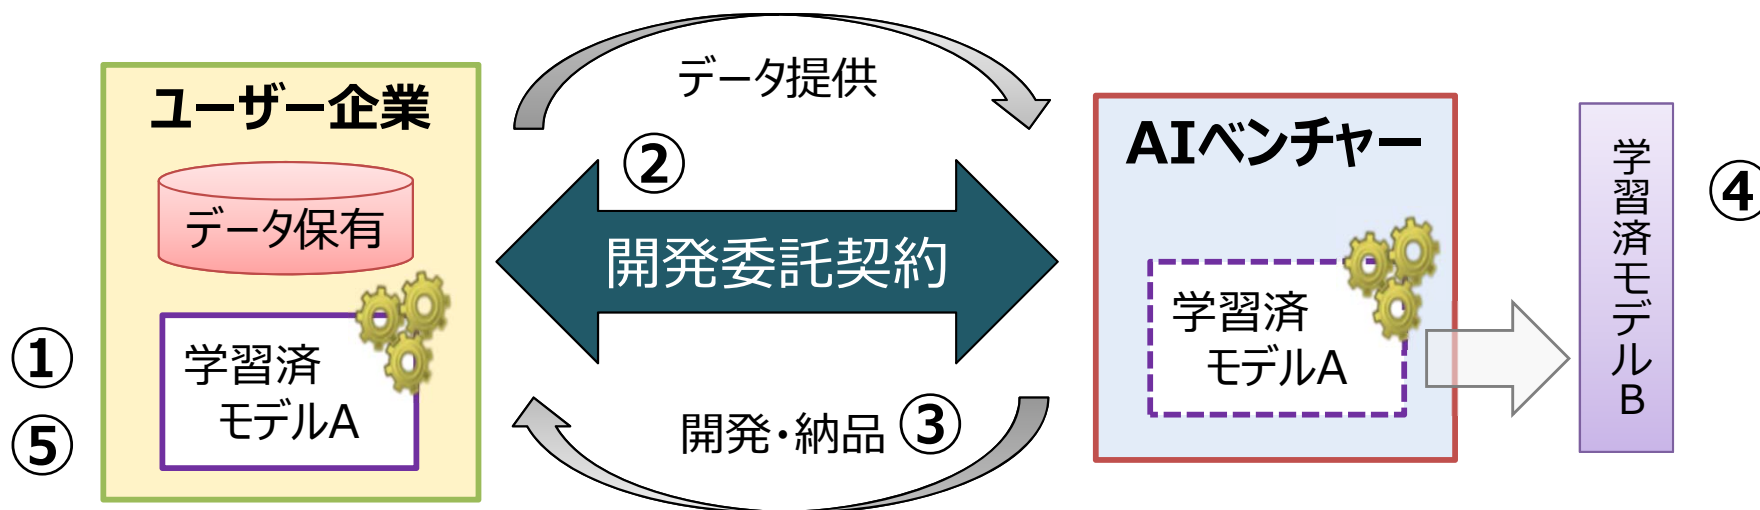 ユーザー企業
データ保有
学習済
モデルA
①
⑤
データ提供
②
開発委託契約
開発・納品 ③
AIベンチャー
学習済
モデルA
学習済モデルB
④